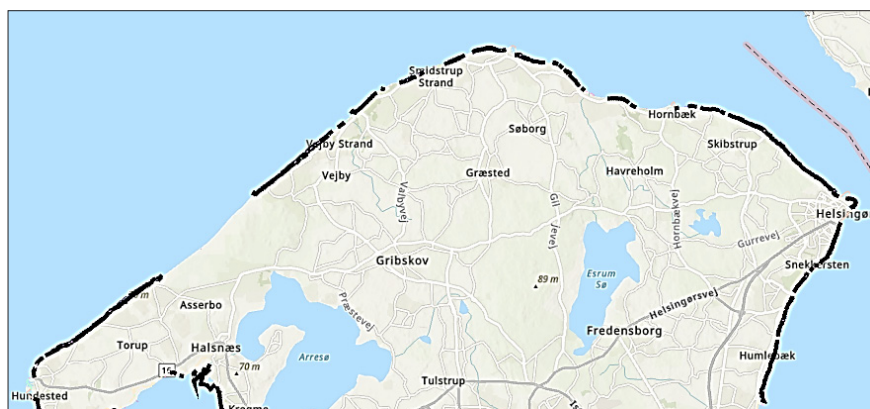 Smidstrup
Strand
Hornbæk
Søborg
Vejby Strand
Skibstrup
Vejby
Græsted
Havreholm
Valbyvej
Gillelejevej
Hornbækvej
Helsingør
Gurrevej
Gribskov
Snekkersten
Esrum
Sø
89 m
Asserbo
Præstevej
Helsingørsvej
Fredensborg
Torup
Halsnæs
Arresø
Humlebæk
70 m
Tulstrup
Hundested